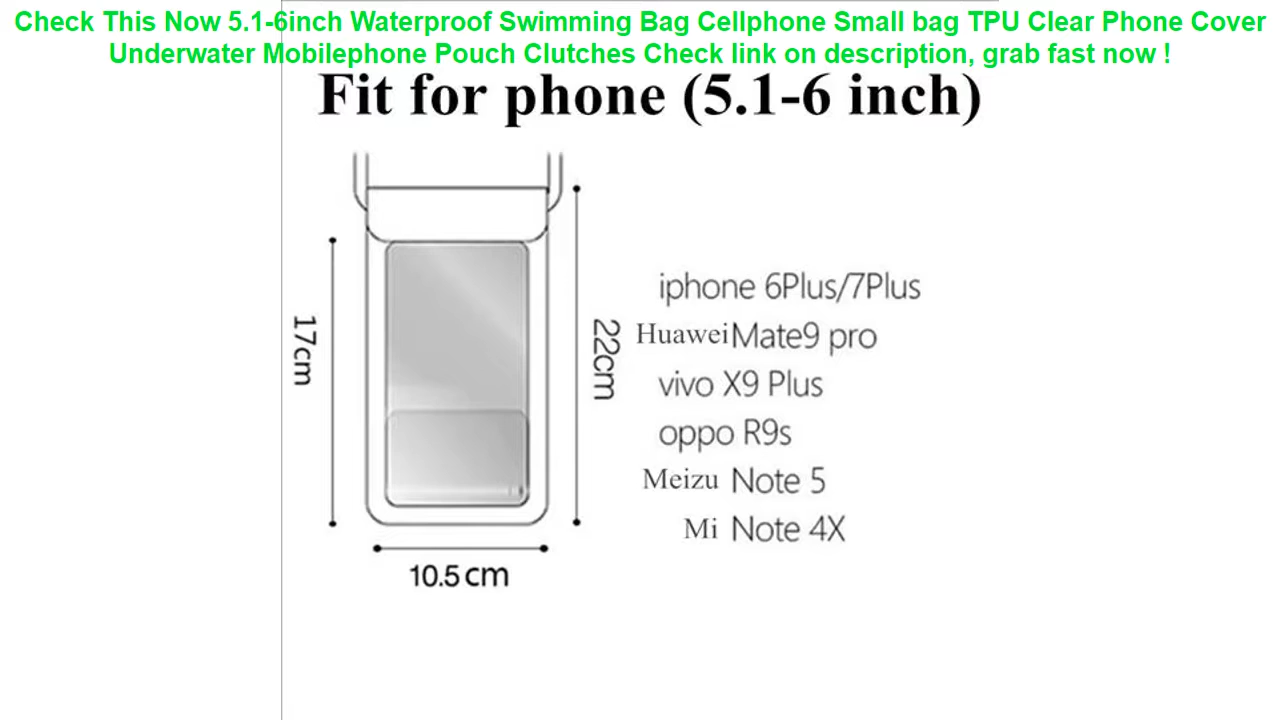 Check This Now 5.1-6inch Waterproof Swimming Bag Cellphone Small bag TPU Clear Phone Cover
Underwater Mobilephone Pouch Clutches Check link on description, grab fast now !
Fit for phone (5.1-6 inch)
17cm
22cm
iphone 6Plus/7Plus
Huawei Mate9 pro
vivo X9 Plus
oppo R9s
Meizu Note 5
Mi Note 4X
10.5cm